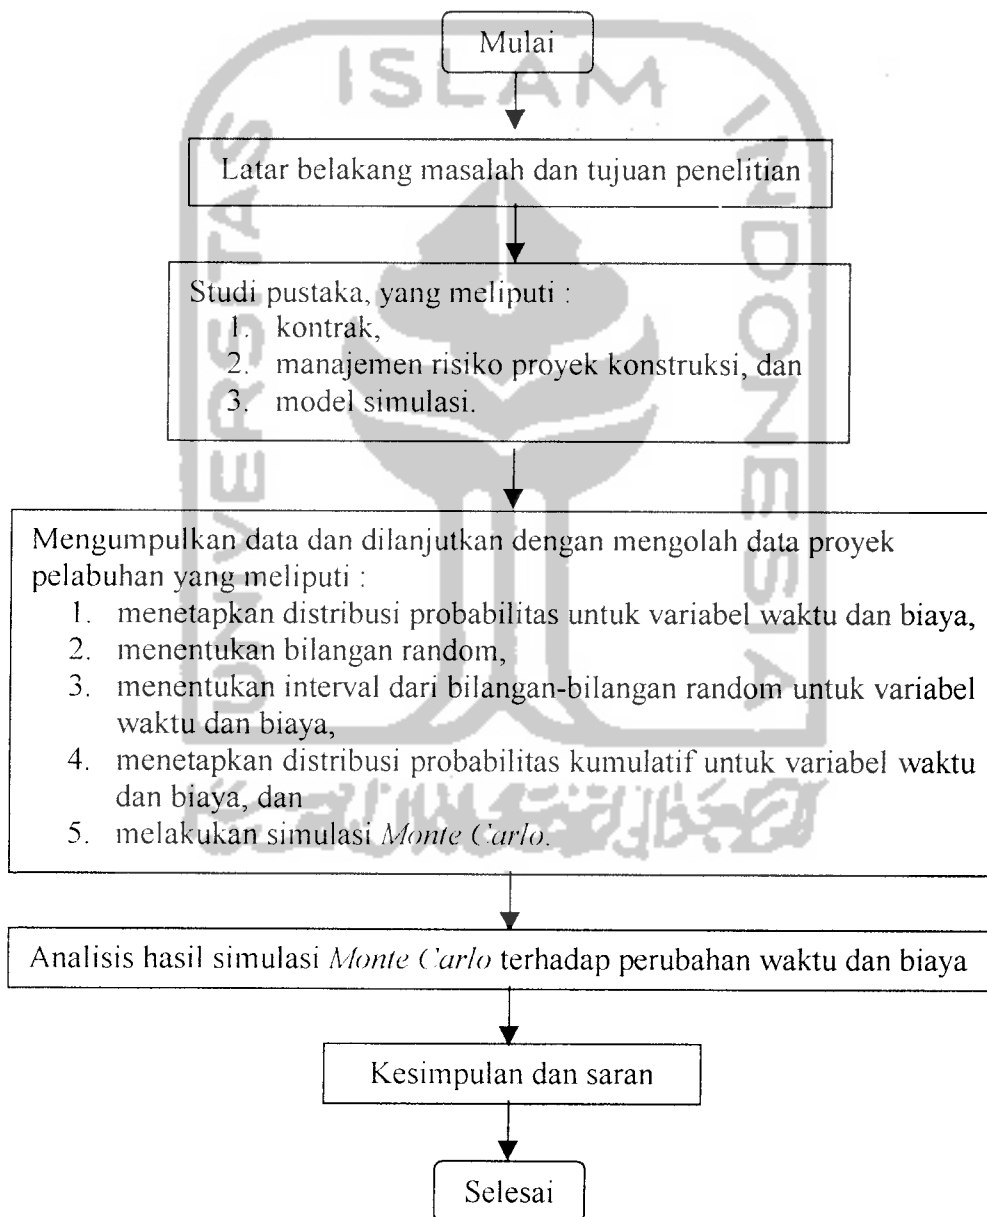 Mulai
ISLAM
UNIVERSITAS
INDONESIA
Latar belakang masalah dan tujuan penelitian
Studi pustaka, yang meliputi :
1. kontrak,
2. manajemen risiko proyek konstruksi, dan
3. model simulasi.
Mengumpulkan data dan dilanjutkan dengan mengolah data proyek
pelabuhan yang meliputi :
1. menetapkan distribusi probabilitas untuk variabel waktu dan biaya,
2. menentukan bilangan random,
3. menentukan interval dari bilangan-bilangan random untuk variabel
waktu dan biaya,
4. menetapkan distribusi probabilitas kumulatif untuk variabel waktu
dan biaya, dan
5. melakukan simulasi Monte Carlo.
Analisis hasil simulasi Monte Carlo terhadap perubahan waktu dan biaya
Kesimpulan dan saran
Selesai